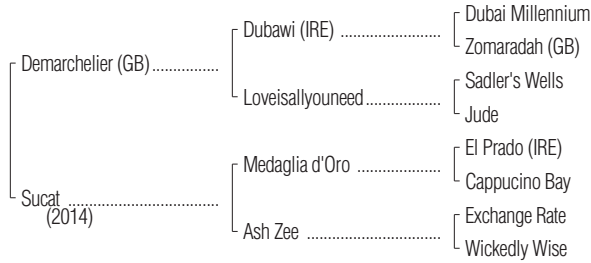 Dubai Millennium
Dubawi (IRE) ....................
Zomaradah (GB)
Demarchelier (GB)................
Sadler's Wells
Loveisallyouneed..................
Jude
El Prado (IRE)
Medaglia d'Oro ....................
Cappucino Bay
Sucat ....................................
(2014)
Exchange Rate
Ash Zee ................................
Wickedly Wise